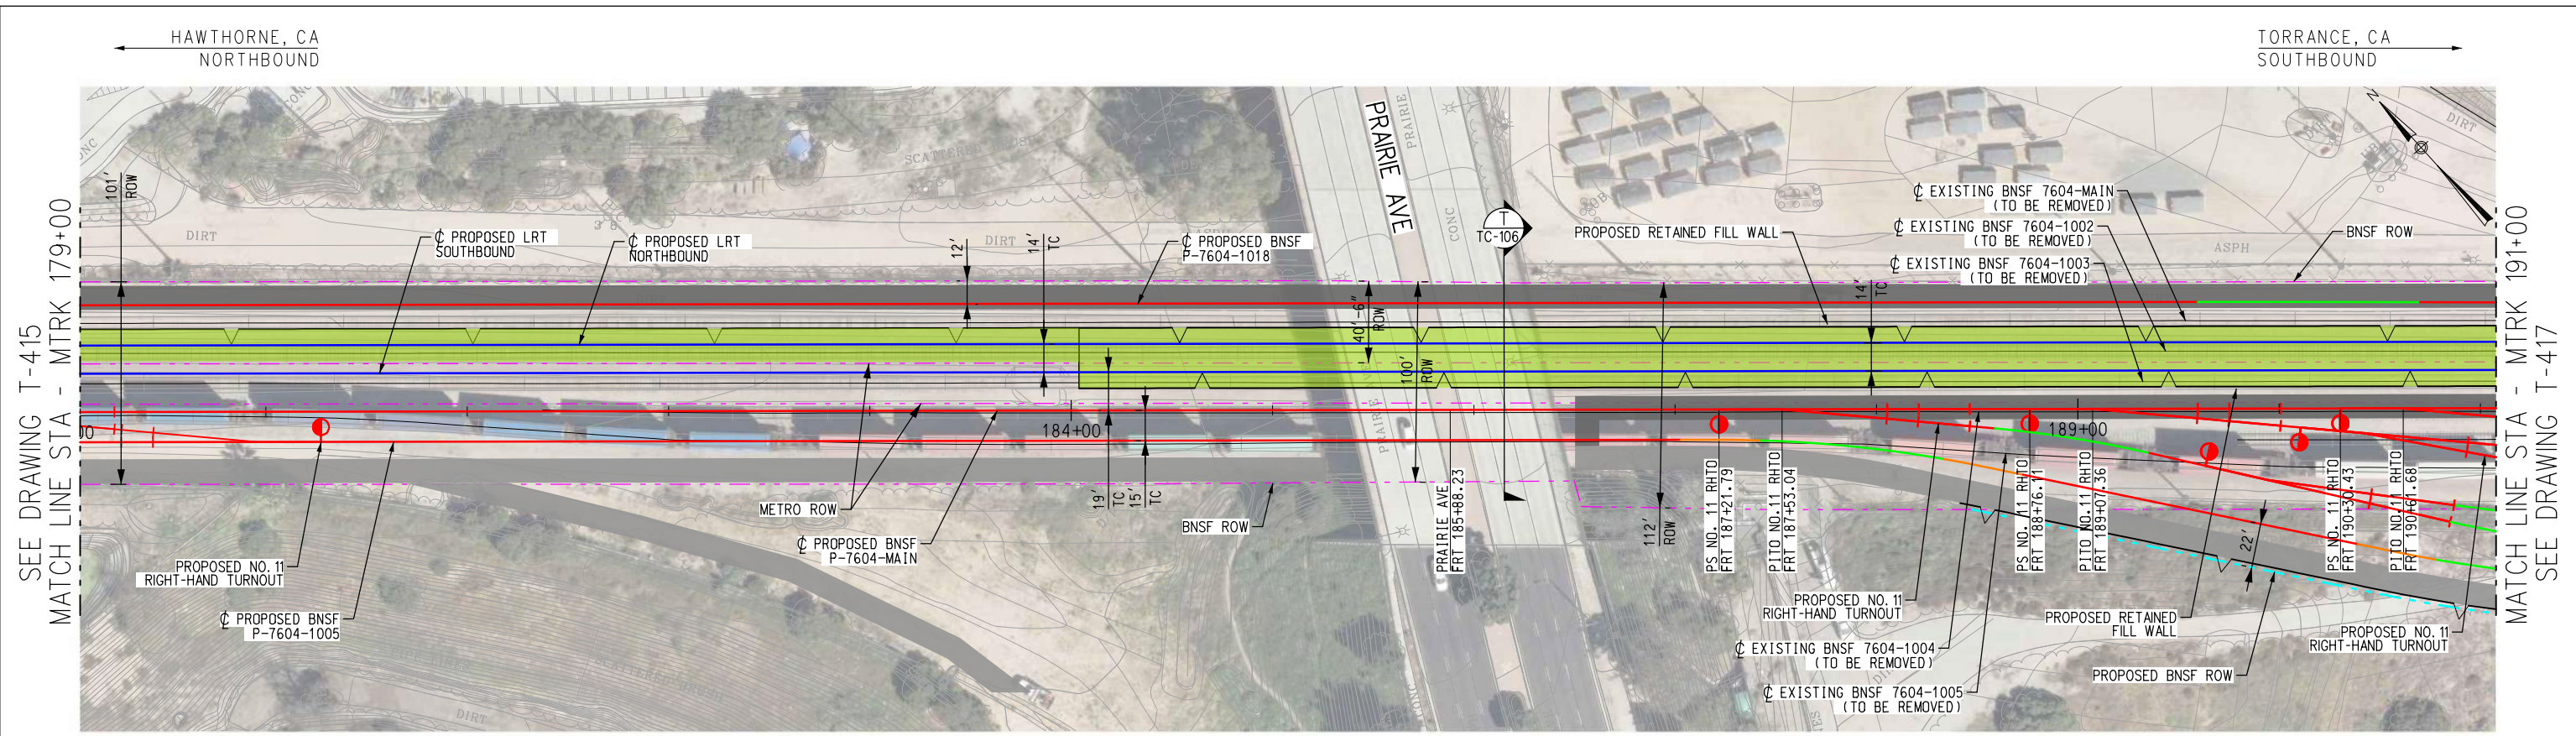 HAWTHORNE, CA
NORTHBOUND
TORRANCE, CA
SOUTHBOUND
SEE DRAWING T-415
MATCH LINE STA - MTRK 179+00
101'
ROW
DIRT
℄ PROPOSED LRT
SOUTHBOUND
℄ PROPOSED LRT
NORTHBOUND
12'
DIRT
14'
TC
℄ PROPOSED BNSF
P-7604-1018
PRAIRIE AVE
PRAIRIE
CONC
T
TC-106
PROPOSED RETAINED FILL WALL
℄ EXISTING BNSF 7604-MAIN
(TO BE REMOVED)
℄ EXISTING BNSF 7604-1002
(TO BE REMOVED)
℄ EXISTING BNSF 7604-1003
(TO BE REMOVED)
BNSF ROW
ASPH
DIRT
DIRT
N
40'-6"
ROW
100'
ROW
14'
TC
00
184+00
189+00
19'
TC
15'
TC
METRO ROW
℄ PROPOSED BNSF
P-7604-MAIN
BNSF ROW
PROPOSED NO. 11
RIGHT-HAND TURNOUT
℄ PROPOSED BNSF
P-7604-1005
PRAIRIE AVE
FRT 185+88.23
112'
ROW
PS NO. 11 RHTO
FRT 187+21.79
PITO NO.11 RHTO
FRT 187+53.04
PS NO. 11 RHTO
FRT 188+76.11
PITO NO.11 RHTO
FRT 189+07.36
PS NO. 11 RHTO
FRT 190+30.43
PITO NO.11 RHTO
FRT 190+61.68
22'
PROPOSED NO. 11
RIGHT-HAND TURNOUT
℄ EXISTING BNSF 7604-1004
(TO BE REMOVED)
℄ EXISTING BNSF 7604-1005
(TO BE REMOVED)
PROPOSED RETAINED
FILL WALL
PROPOSED BNSF ROW
PROPOSED NO. 11
RIGHT-HAND TURNOUT
DIRT
MATCH LINE STA - MTRK 191+00
SEE DRAWING T-417